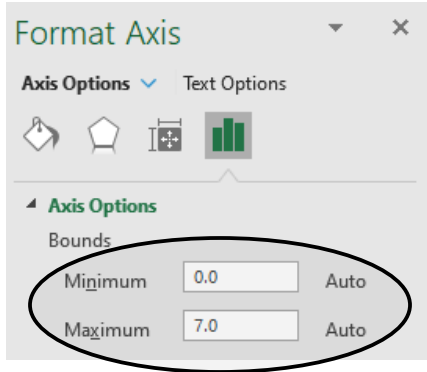 Format Axis
Axis Options Text Options
Axis Options
Bounds
Minimum 0.0 Auto
Maximum 7.0 Auto